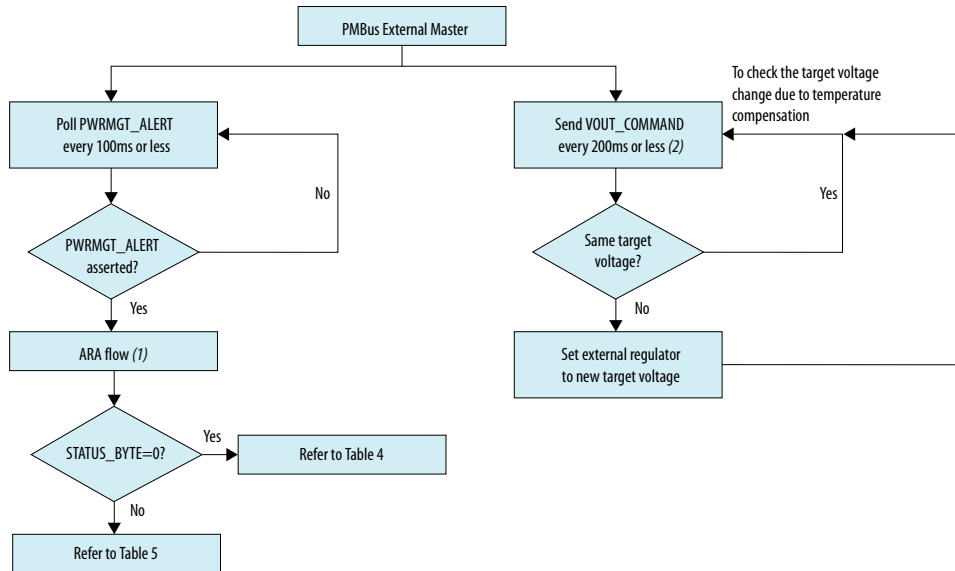 PMBus External Master
Poll PWRMGT_ALERT
every 100ms or less
No
PWRMGT_ALERT
asserted?
Yes
ARA flow (1)
STATUS_BYTE=0?
Yes
Refer to Table 4
No
Refer to Table 5
To check the target voltage
change due to temperature
compensation
Send VOUT_COMMAND
every 200ms or less (2)
Yes
Same target
voltage?
No
Set external regulator
to new target voltage